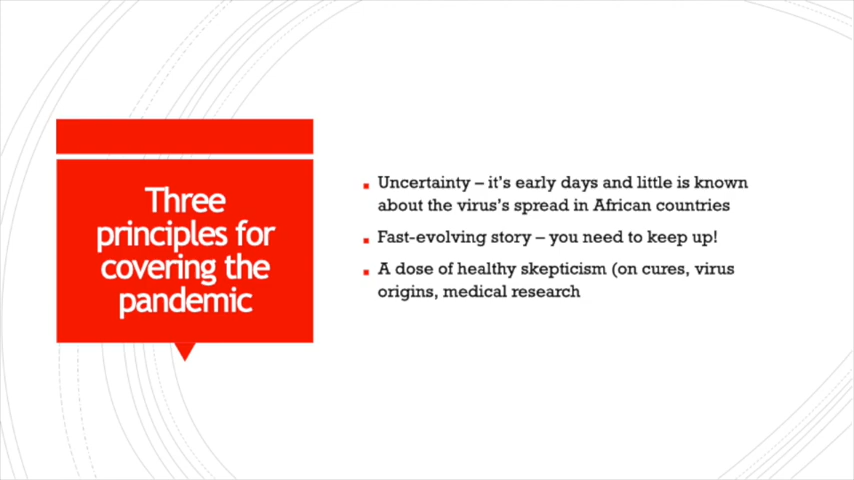 Three
principles for
covering the
pandemic
Uncertainty – it's early days and little is known
about the virus's spread in African countries
Fast-evolving story – you need to keep up!
A dose of healthy skepticism (on cures, virus
origins, medical research